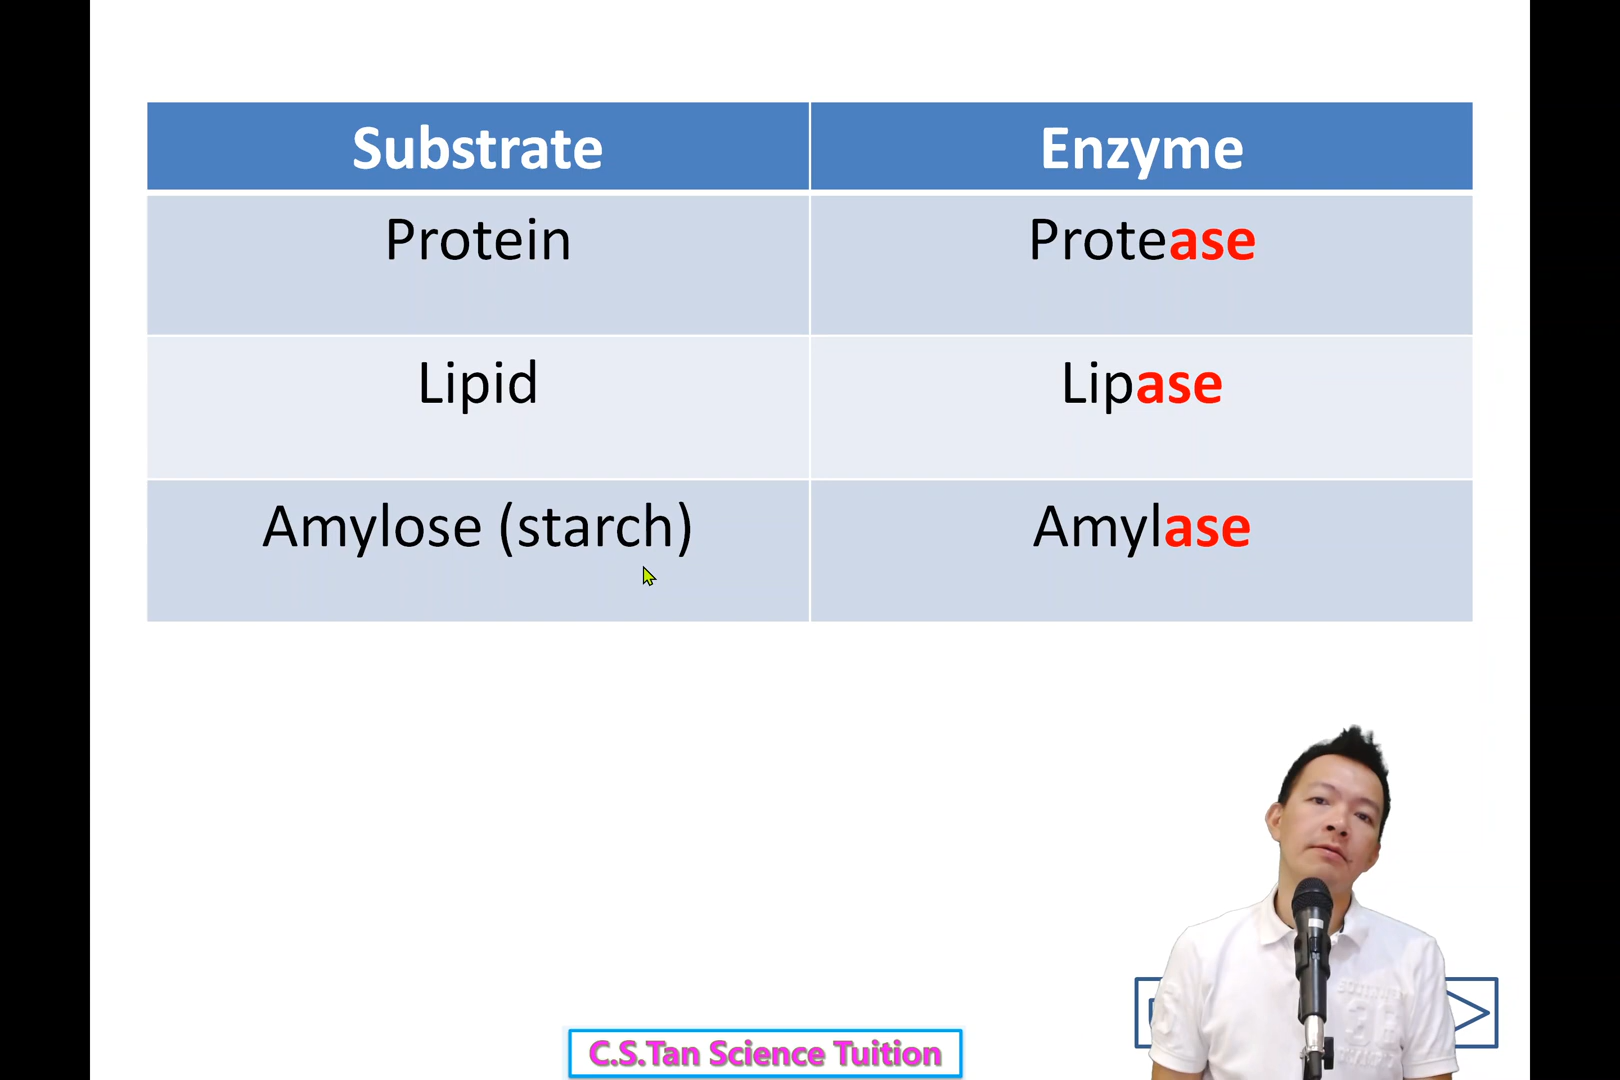 Substrate Enzyme
Protein Protease
Lipid Lipase
Amylose (starch) Amylase
C.S.Tan Science Tuition